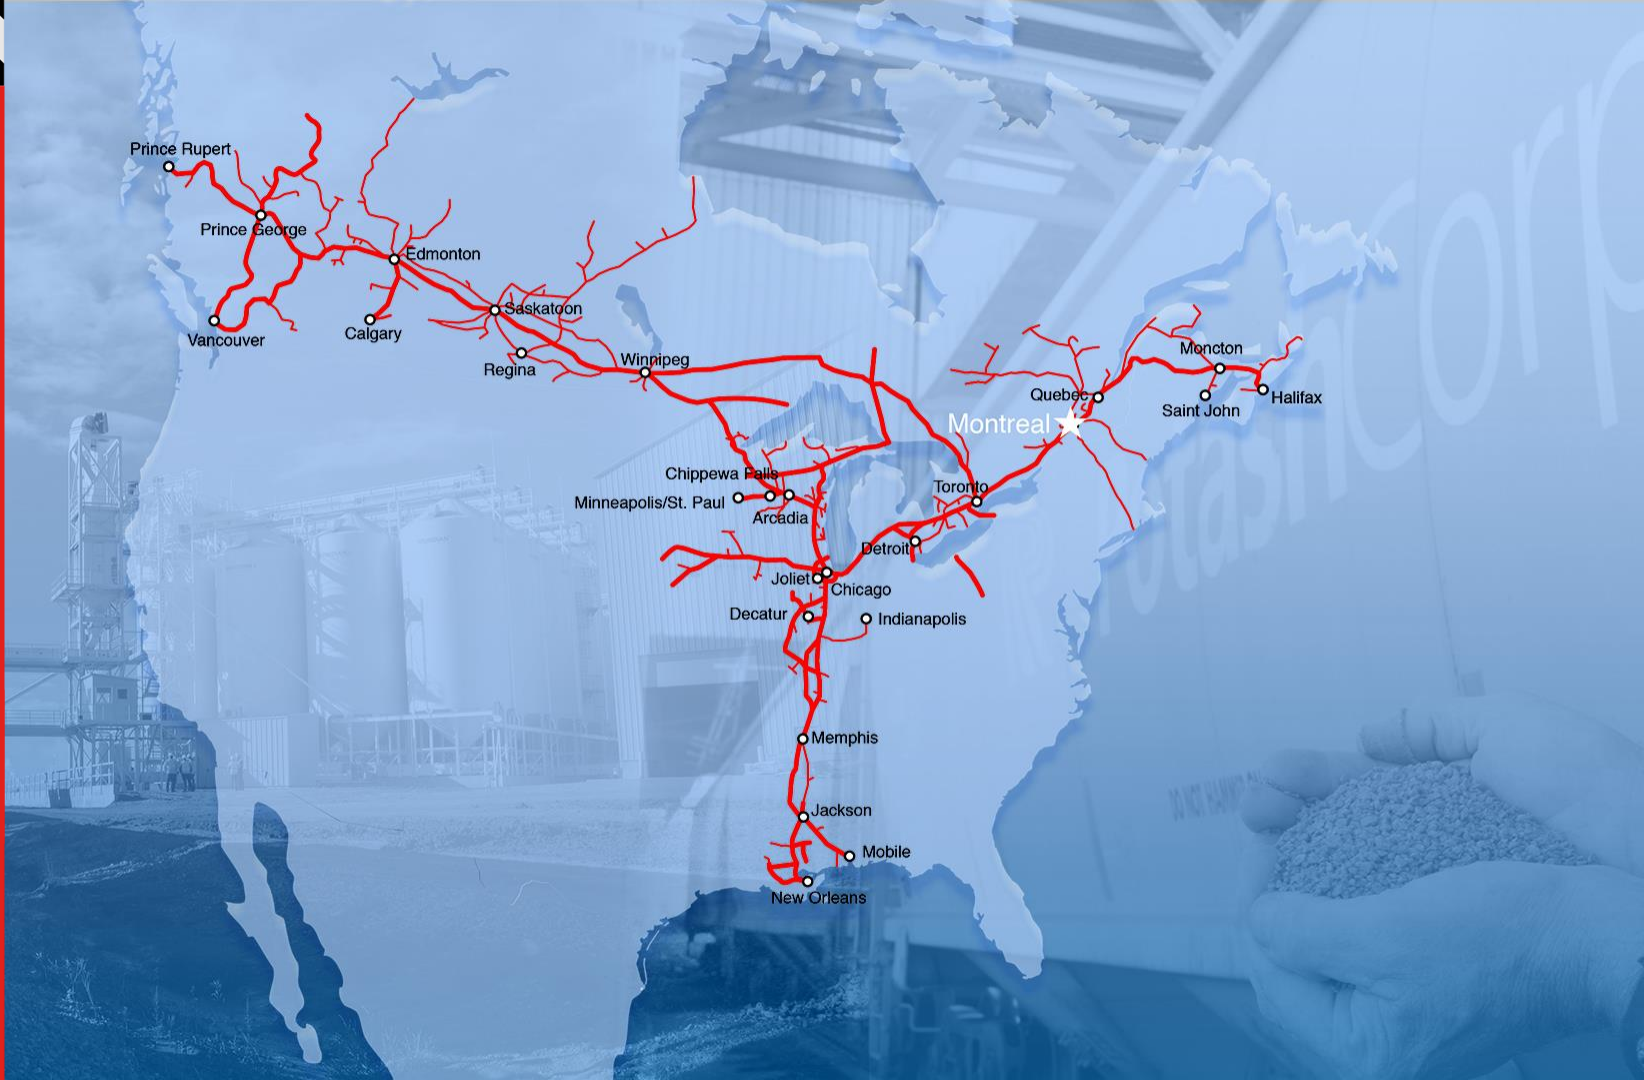 Prince Rupert
Prince George
Edmonton
Saskatoon
Vancouver
Calgary
Regina
Winnipeg
Moncton
Quebec
Halifax
Saint John
Montreal
Chippewa Falls
Minneapolis/St. Paul
Arcadia
Toronto
Detroit
Joliet
Chicago
Decatur
Indianapolis
Memphis
Jackson
Mobile
New Orleans
PotashCorp